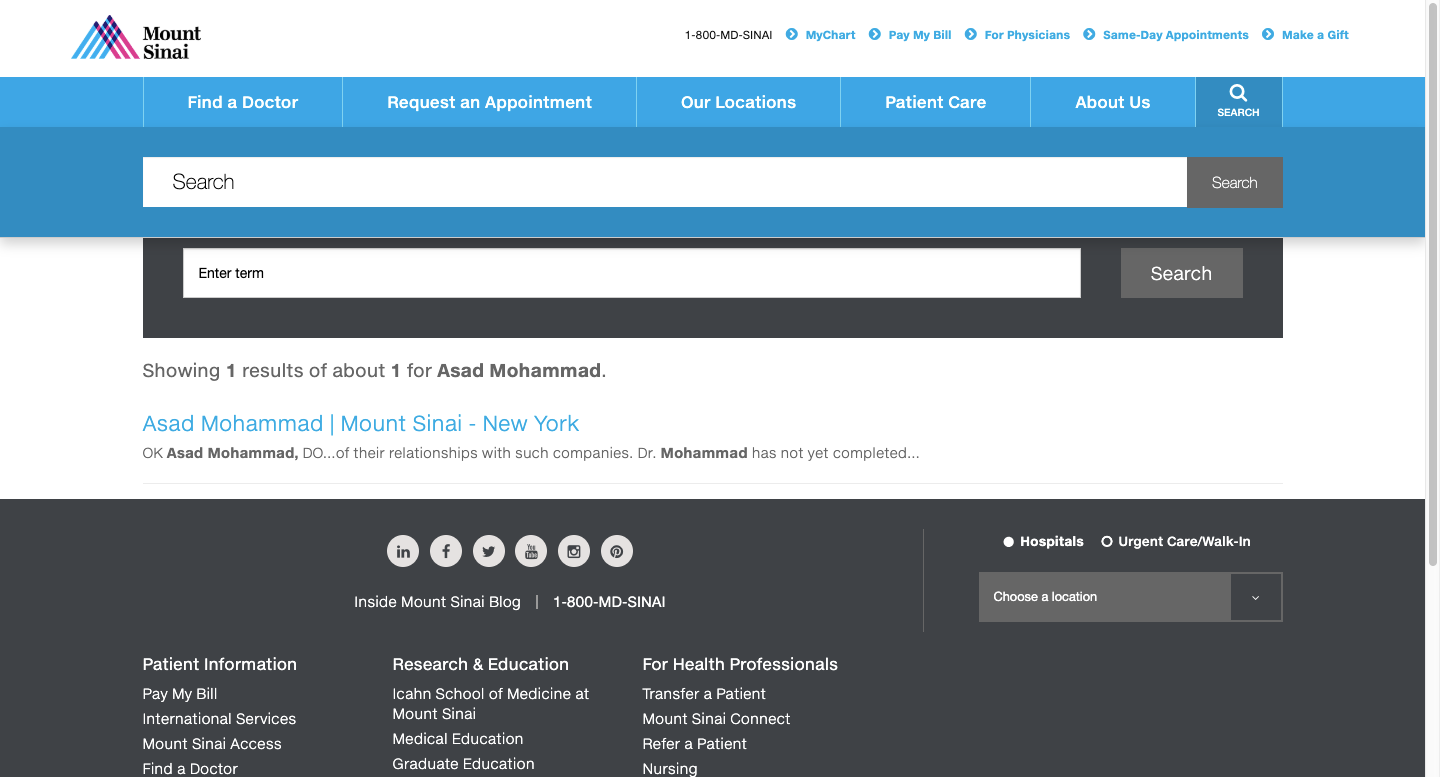 Mount
Sinai
1-800-MD-SINAI MyChart Pay My Bill For Physicians Same-Day Appointments Make a Gift
Find a Doctor Request an Appointment Our Locations Patient Care About Us SEARCH
Search Search
Enter term Search
Showing 1 results of about 1 for Asad Mohammad.
Asad Mohammad | Mount Sinai - New York
OK Asad Mohammad, DO...of their relationships with such companies. Dr. Mohammad has not yet completed...
Hospitals Urgent Care/Walk-In
You
Tube
Choose a location
Inside Mount Sinai Blog | 1-800-MD-SINAI
Patient Information
Pay My Bill
International Services
Mount Sinai Access
Find a Doctor
Research & Education
Icahn School of Medicine at
Mount Sinai
Medical Education
Graduate Education
For Health Professionals
Transfer a Patient
Mount Sinai Connect
Refer a Patient
Nursing